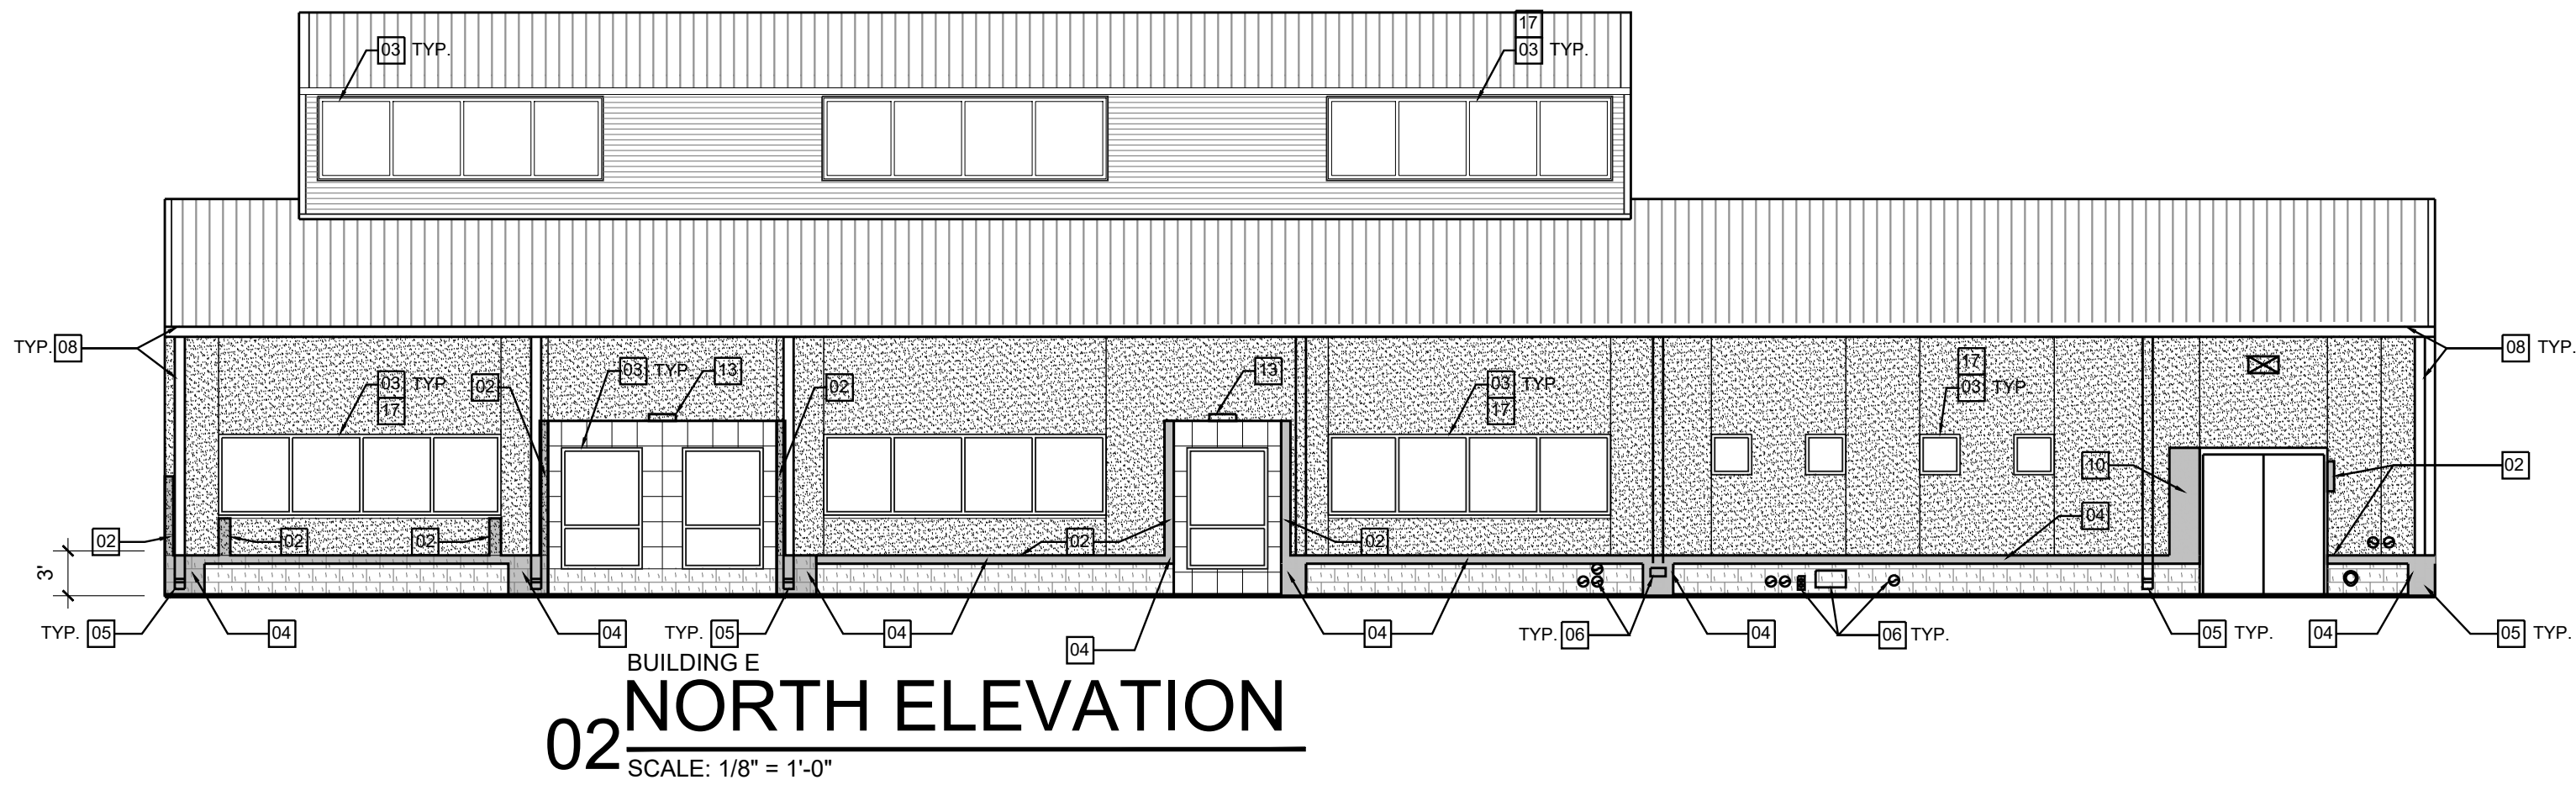 17
03 TYP.
03 TYP.
TYP. 08
08 TYP.
03 TYP.
17
02
03 TYP.
13
02
13
03 TYP.
17
17
03 TYP.
10
02
04
02
02
02
02
02
3'
TYP. 05
04
04
TYP. 05
04
04
04
TYP. 06
04
06 TYP.
05 TYP.
04
05 TYP.
BUILDING E
02 NORTH ELEVATION
SCALE: 1/8" = 1'-0"